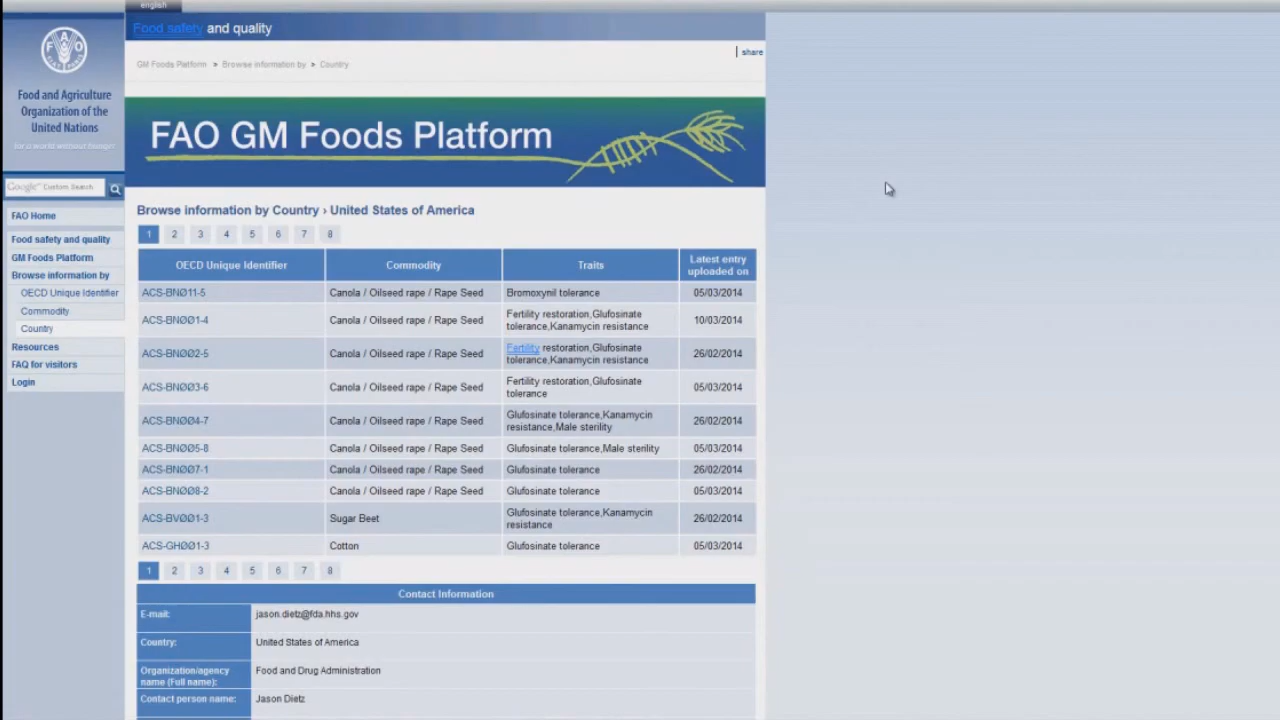 english
Food safety and quality
share
GM Foods Platform > Browse information by > Country
FAO
FIAT PANIS
Food and Agriculture
Organization of the
United Nations
for a world without hunger
Google Custom Search
FAO Home
Food safety and quality
GM Foods Platform
Browse information by
OECD Unique Identifier
Commodity
Country
Resources
FAQ for visitors
Login
FAO GM Foods Platform
Browse information by Country › United States of America
1 2 3 4 5 6 7 8
OECD Unique Identifier Commodity Traits Latest entry
uploaded on
ACS-BNØ11-5 Canola / Oilseed rape / Rape Seed Bromoxynil tolerance 05/03/2014
ACS-BNØØ1-4 Canola / Oilseed rape / Rape Seed Fertility restoration,Glufosinate
tolerance,Kanamycin resistance 10/03/2014
ACS-BNØØ2-5 Canola / Oilseed rape / Rape Seed Fertility restoration,Glufosinate
tolerance,Kanamycin resistance 26/02/2014
ACS-BNØØ3-6 Canola / Oilseed rape / Rape Seed Fertility restoration,Glufosinate
tolerance 05/03/2014
ACS-BNØØ4-7 Canola / Oilseed rape / Rape Seed Glufosinate tolerance,Kanamycin
resistance,Male sterility 26/02/2014
ACS-BNØØ5-8 Canola / Oilseed rape / Rape Seed Glufosinate tolerance,Male sterility 05/03/2014
ACS-BNØØ7-1 Canola / Oilseed rape / Rape Seed Glufosinate tolerance 26/02/2014
ACS-BNØØ8-2 Canola / Oilseed rape / Rape Seed Glufosinate tolerance 05/03/2014
ACS-BVØØ1-3 Sugar Beet Glufosinate tolerance,Kanamycin
resistance 26/02/2014
ACS-GHØØ1-3 Cotton Glufosinate tolerance 05/03/2014
1 2 3 4 5 6 7 8
Contact Information
E-mail: jason.dietz@fda.hhs.gov
Country: United States of America
Organization/agency
name (Full name): Food and Drug Administration
Contact person name: Jason Dietz